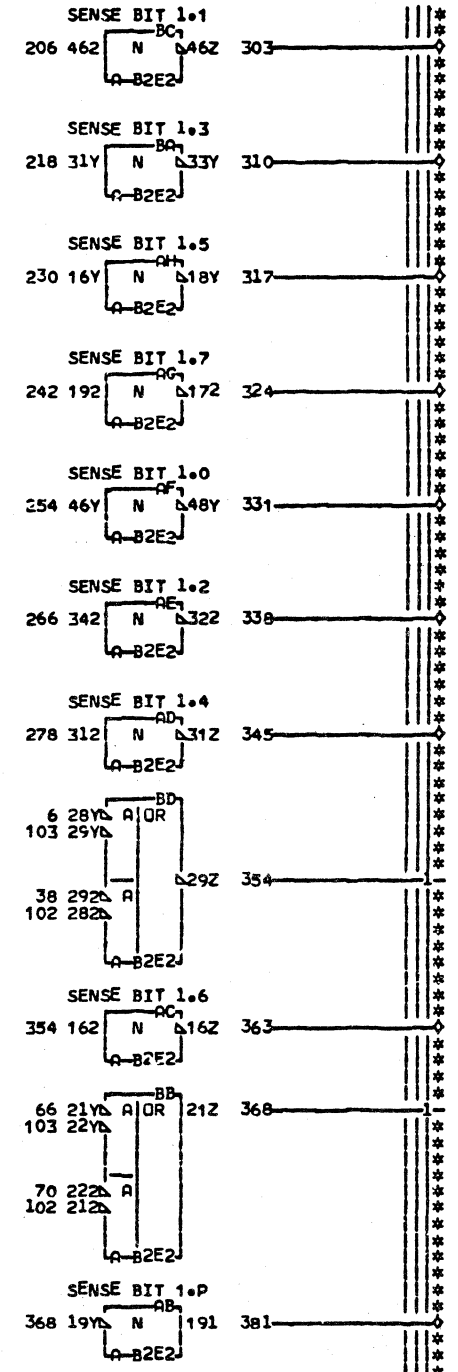 SENSE BIT 1.1
BC
206 462 N 46Z 303
A B2E2
SENSE BIT 1.3
BA
218 31Y N 33Y 310
A B2E2
SENSE BIT 1.5
AH
230 16Y N 18Y 317
A B2E2
SENSE BIT 1.7
AG
242 192 N 172 324
A B2E2
SENSE BIT 1.0
AF
254 46Y N 48Y 331
A B2E2
SENSE BIT 1.2
AE
266 342 N 322 338
A B2E2
SENSE BIT 1.4
AD
278 312 N 31Z 345
A B2E2
BD
6 28Y A OR
103 29Y
29Z 354 1
38 292 A
102 282
A B2E2
SENSE BIT 1.6
AC
354 162 N 16Z 363
A B2E2
BB
66 21Y A OR 21Z 368 1
103 22Y
70 222 A
102 212
A B2E2
SENSE BIT 1.P
AB
368 19Y N 191 381
A B2E2